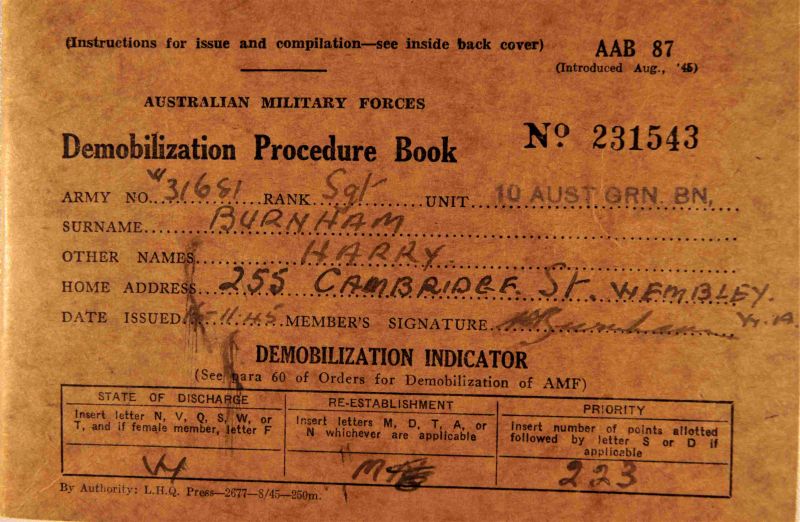 (Instructions for issue and compilation—see inside back cover) AAB 87
(Introduced Aug., '45)
AUSTRALIAN MILITARY FORCES
Demobilization Procedure Book No 231543
ARMY NO. W31681 RANK Sgt UNIT 10 AUST GRN. BN,
SURNAME BURNHAM
OTHER NAMES HARRY.
HOME ADDRESS 255 CAMBRIDGE St. WEMBLEY.
DATE ISSUED 11.45 MEMBER'S SIGNATURE Burnham W.A.
DEMOBILIZATION INDICATOR
(See para 60 of Orders for Demobilization of AMF)
STATE OF DISCHARGE RE-ESTABLISHMENT PRIORITY
Insert letter N, V, Q, S, W, or T, and if female member, letter F
Insert letters M, D, T, A, or N whichever are applicable
Insert number of points allotted followed by letter S or D if applicable
W M 223
By Authority: L.H.Q. Press—2677—8/45—250m.